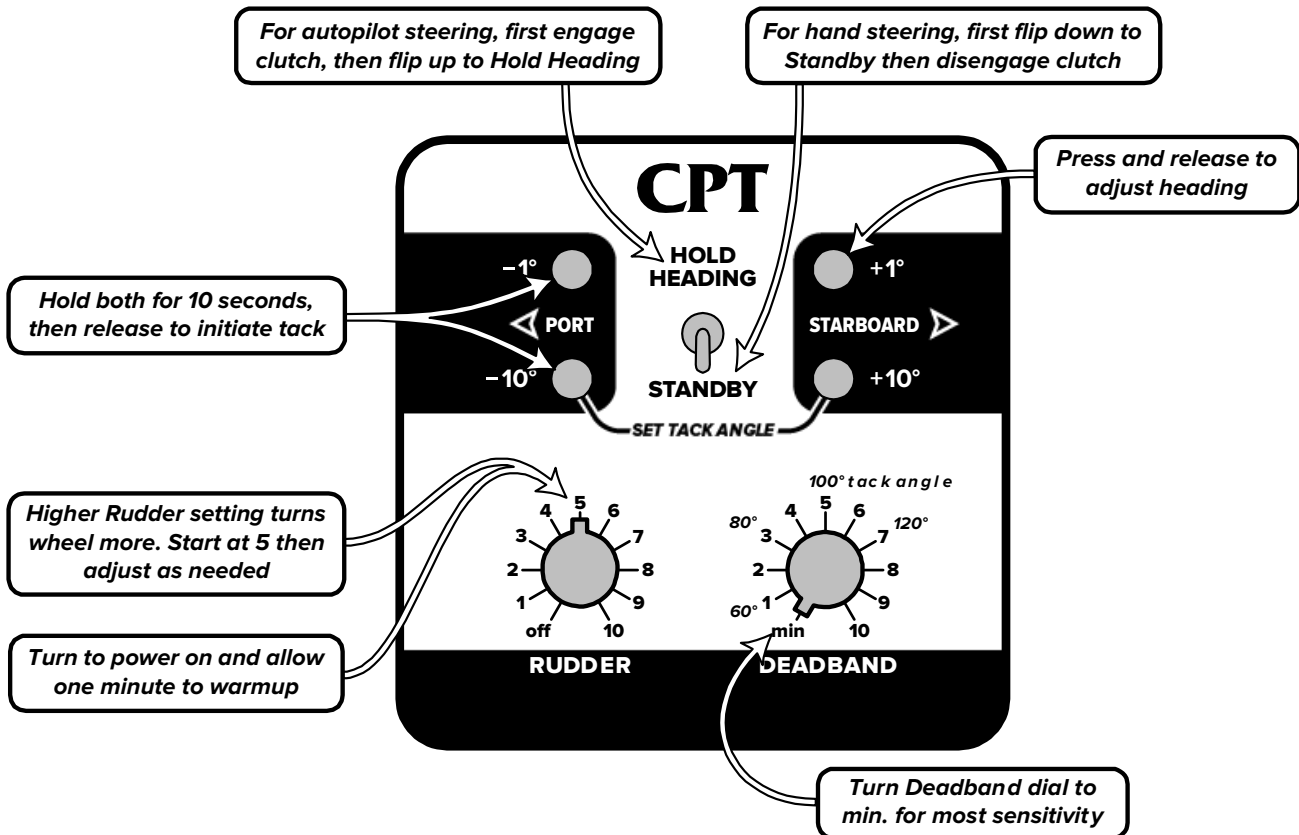 For autopilot steering, first engage
clutch, then flip up to Hold Heading
For hand steering, first flip down to
Standby then disengage clutch
Press and release to
adjust heading
CPT
HOLD
HEADING
−1°
+1°
Hold both for 10 seconds,
then release to initiate tack
PORT
STARBOARD
−10°
+10°
STANDBY
SET TACK ANGLE
Higher Rudder setting turns
wheel more. Start at 5 then
adjust as needed
Turn to power on and allow
one minute to warmup
off
1
2
3
4
5
6
7
8
9
10
RUDDER
100° tack angle
80°
120°
60°
min
1
2
3
4
5
6
7
8
9
10
DEADBAND
Turn Deadband dial to
min. for most sensitivity